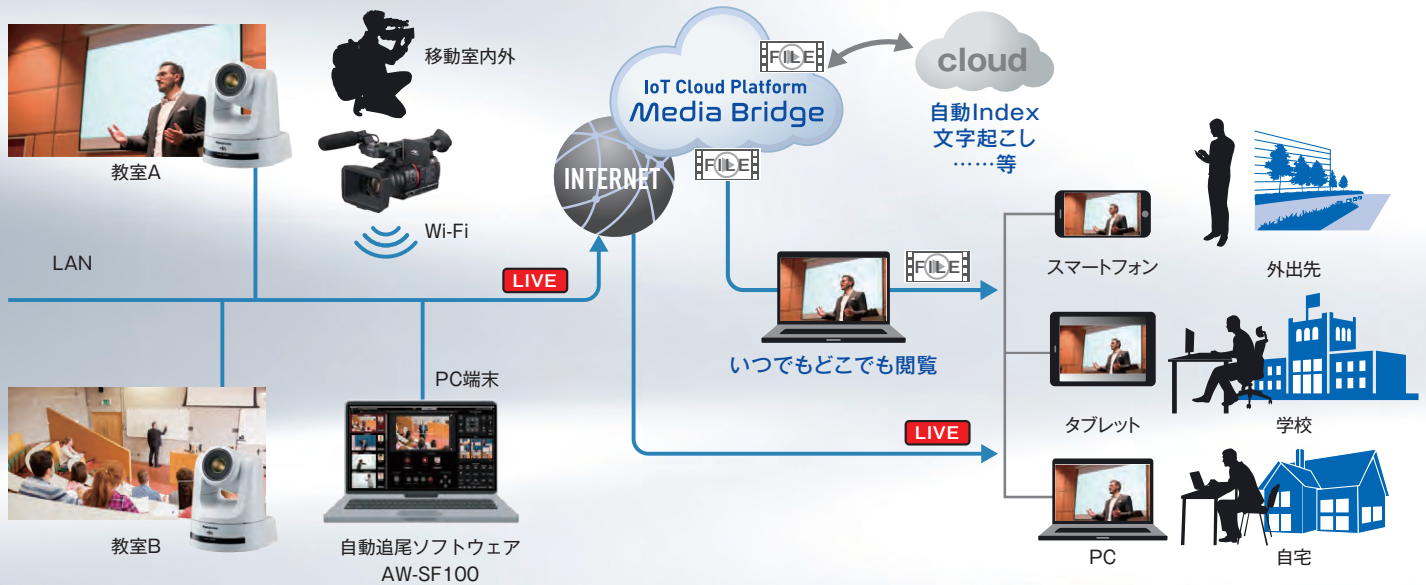 教室A
移動室内外
Wi-Fi
LAN
LIVE
INTERNET
IoT Cloud Platform
Media Bridge
FILE
FILE
cloud
自動Index
文字起こし
……等
FILE
いつでもどこでも閲覧
LIVE
スマートフォン
外出先
タブレット
学校
PC
自宅
教室B
PC端末
自動追尾ソフトウェア
AW-SF100
Panasonic
Panasonic